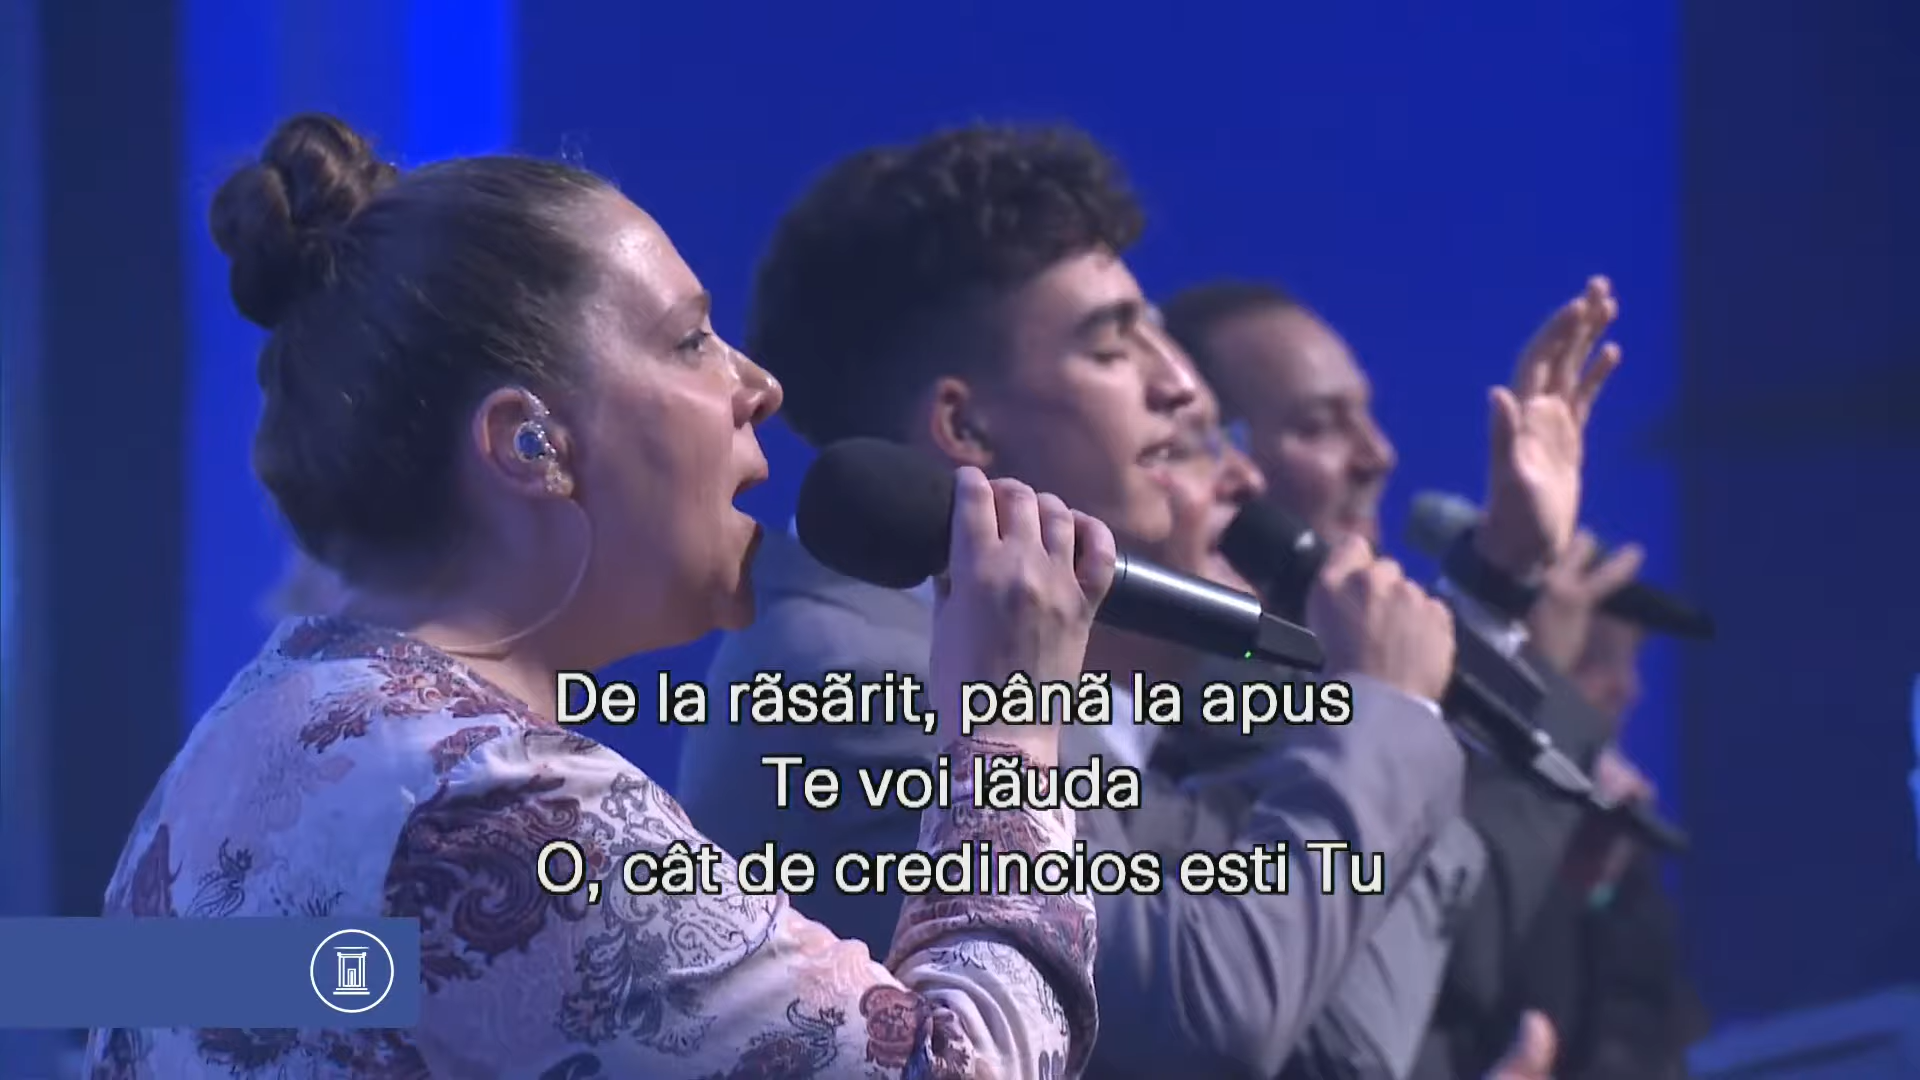 De la rãsãrit, pânã la apus
Te voi lãuda
O, cât de credincios esti Tu